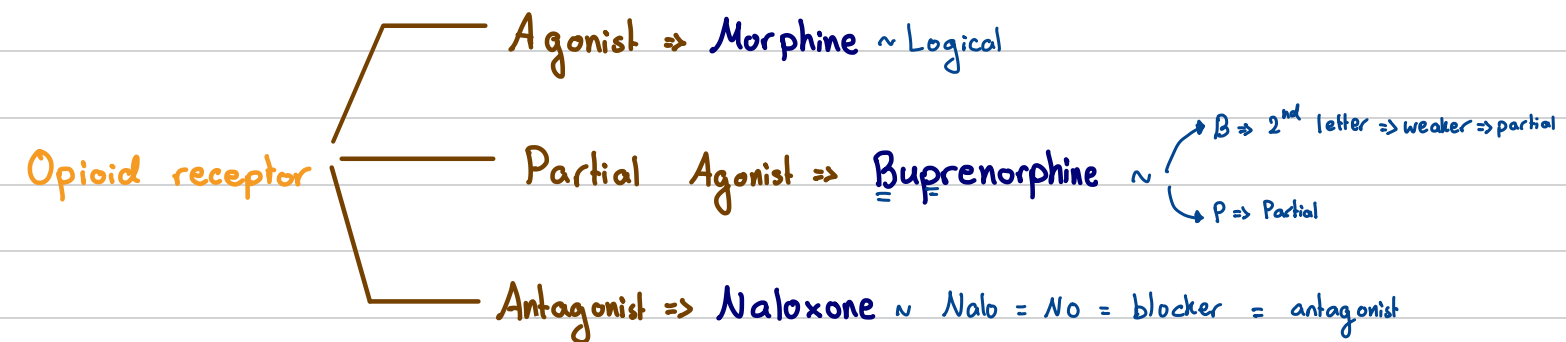 Agonist => Morphine ~ Logical
B => 2nd letter => weaker => partial
Opioid receptor
Partial Agonist => Buprenorphine ~
P => Partial
Antagonist => Naloxone ~ Nalo = No = blocker = antagonist